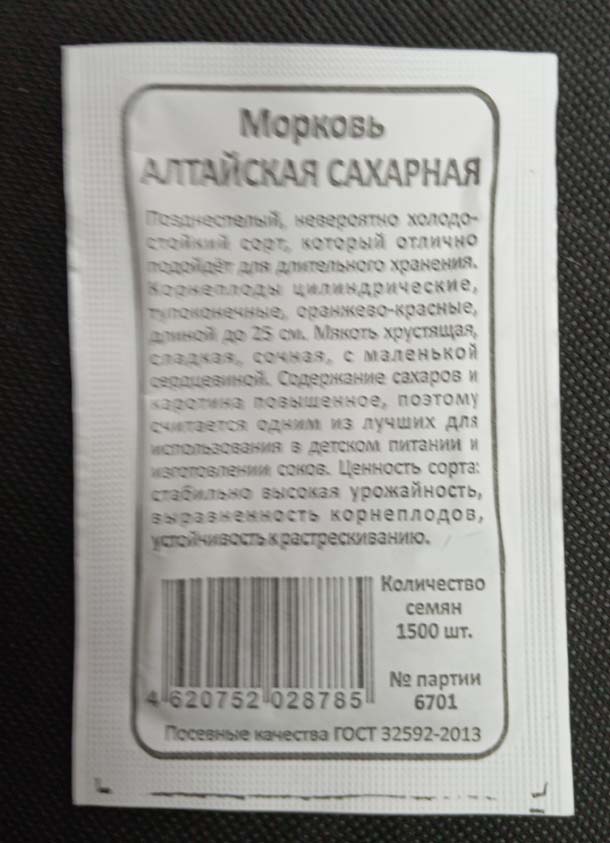 Морковь
АЛТАЙСКАЯ САХАРНАЯ
Позднеспелый, невероятно холодо-
стойкий сорт, который отлично
подойдёт для длительного хранения.
Корнеплоды цилиндрические,
тупоконечные, оранжево-красные,
длиной до 25 см. Мякоть хрустящая,
сладкая, сочная, с маленькой
сердцевиной. Содержание сахаров и
каротина повышенное, поэтому
считается одним из лучших для
использования в детском питании и
изготовлении соков. Ценность сорта:
стабильно высокая урожайность,
выравненность корнеплодов,
устойчивость к растрескиванию.
Количество
семян
1500 шт.
№ партии
6701
4 620752 028785
Посевные качества ГОСТ 32592-2013